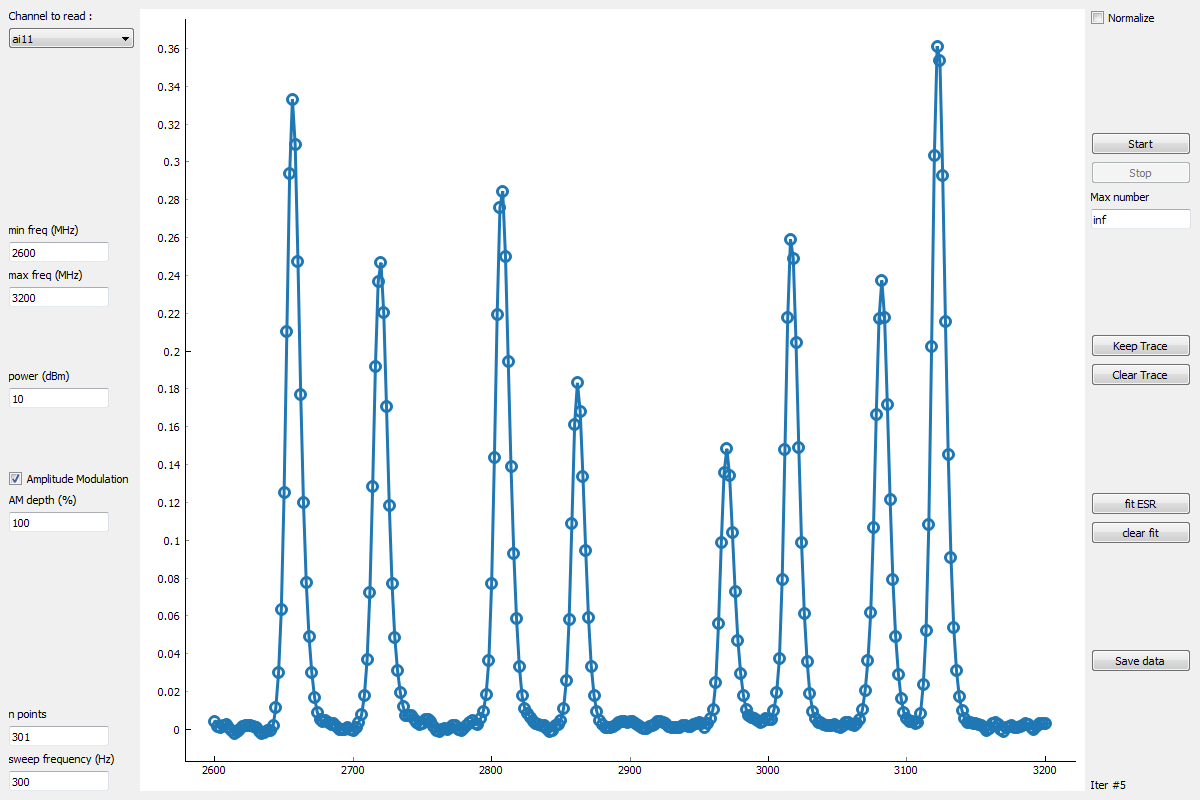 Channel to read :
ai11
min freq (MHz)
2600
max freq (MHz)
3200
power (dBm)
10
Amplitude Modulation
AM depth (%)
100
n points
301
sweep frequency (Hz)
300
0.36
0.34
0.32
0.3
0.28
0.26
0.24
0.22
0.2
0.18
0.16
0.14
0.12
0.1
0.08
0.06
0.04
0.02
0
2600 2700 2800 2900 3000 3100 3200
Normalize
Start
Stop
Max number
inf
Keep Trace
Clear Trace
fit ESR
clear fit
Save data
Iter #5